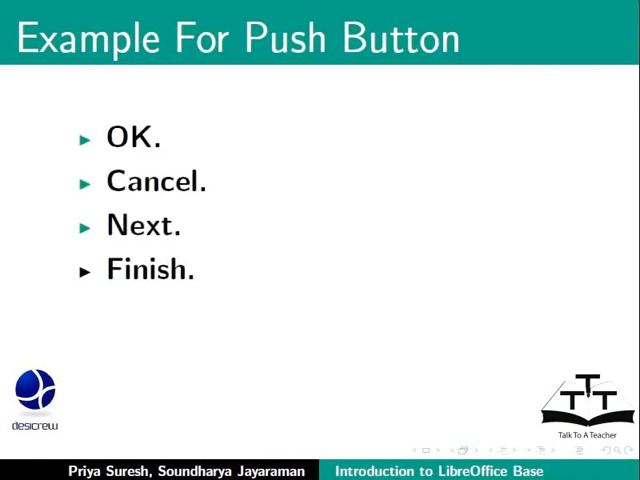 Example For Push Button
OK.
Cancel.
Next.
Finish.
desicrew
T
T T
Talk To A Teacher
Priya Suresh, Soundharya Jayaraman
Introduction to LibreOffice Base